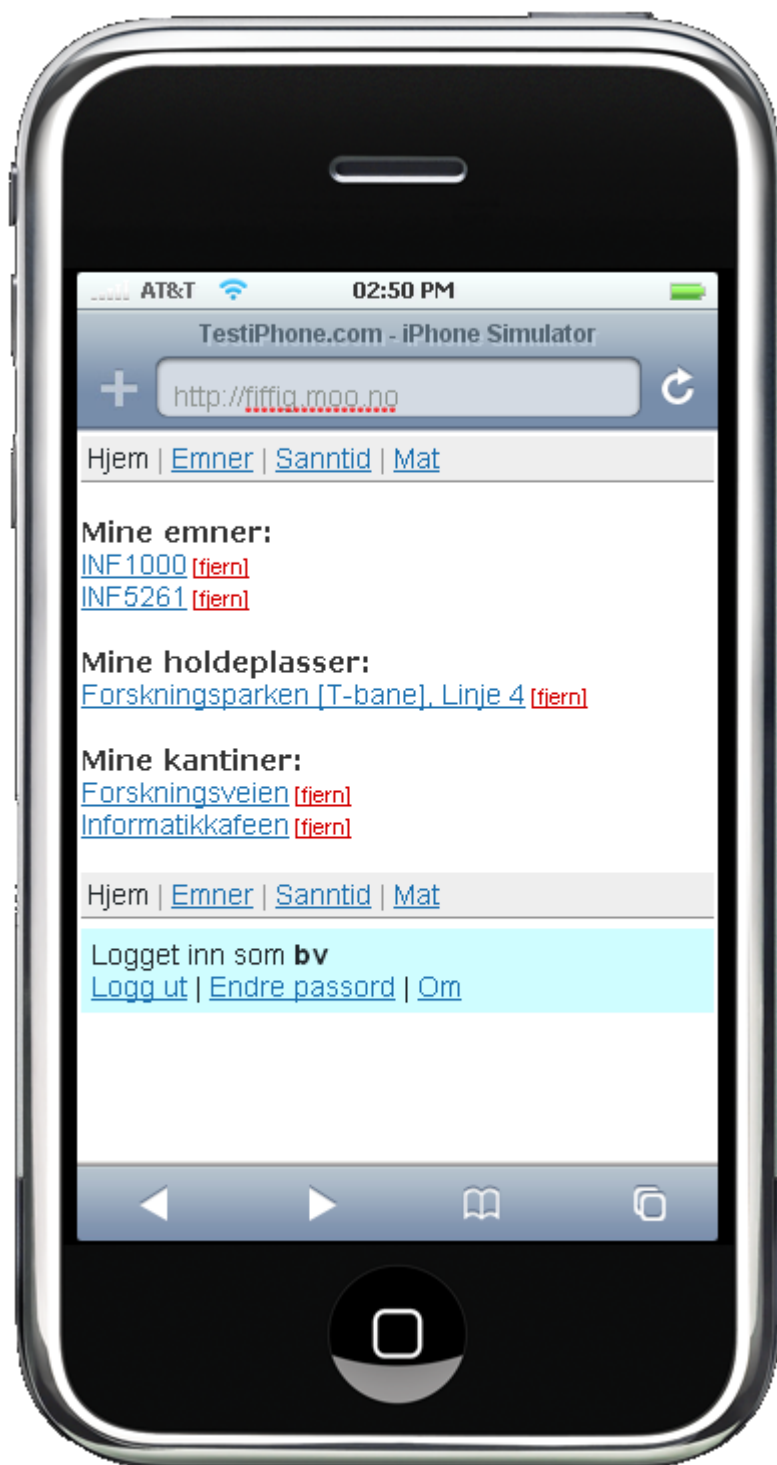 AT&T 02:50 PM
TestiPhone.com - iPhone Simulator
http://fiffig.moo.no
Hjem | Emner | Sanntid | Mat
Mine emner:
INF1000 [fjern]
INF5261 [fjern]
Mine holdeplasser:
Forskningsparken [T-bane], Linje 4 [fjern]
Mine kantiner:
Forskningsveien [fjern]
Informatikkafeen [fjern]
Hjem | Emner | Sanntid | Mat
Logget inn som bv
Logg ut | Endre passord | Om